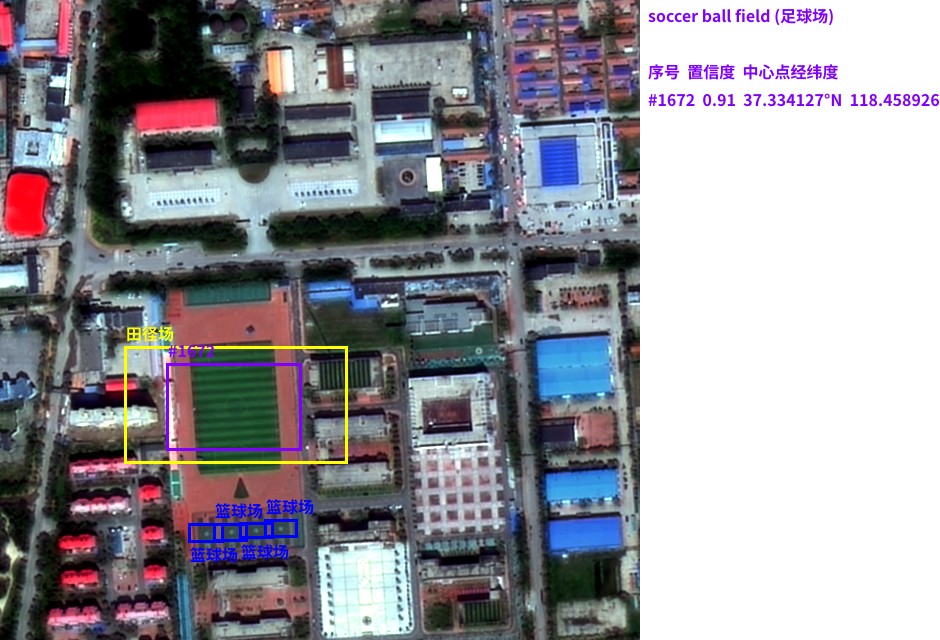 soccer ball field (足球场)
序号 置信度 中心点经纬度
#1672 0.91 37.334127°N 118.458926
田径场
#1672
篮球场 篮球场
篮球场 篮球场